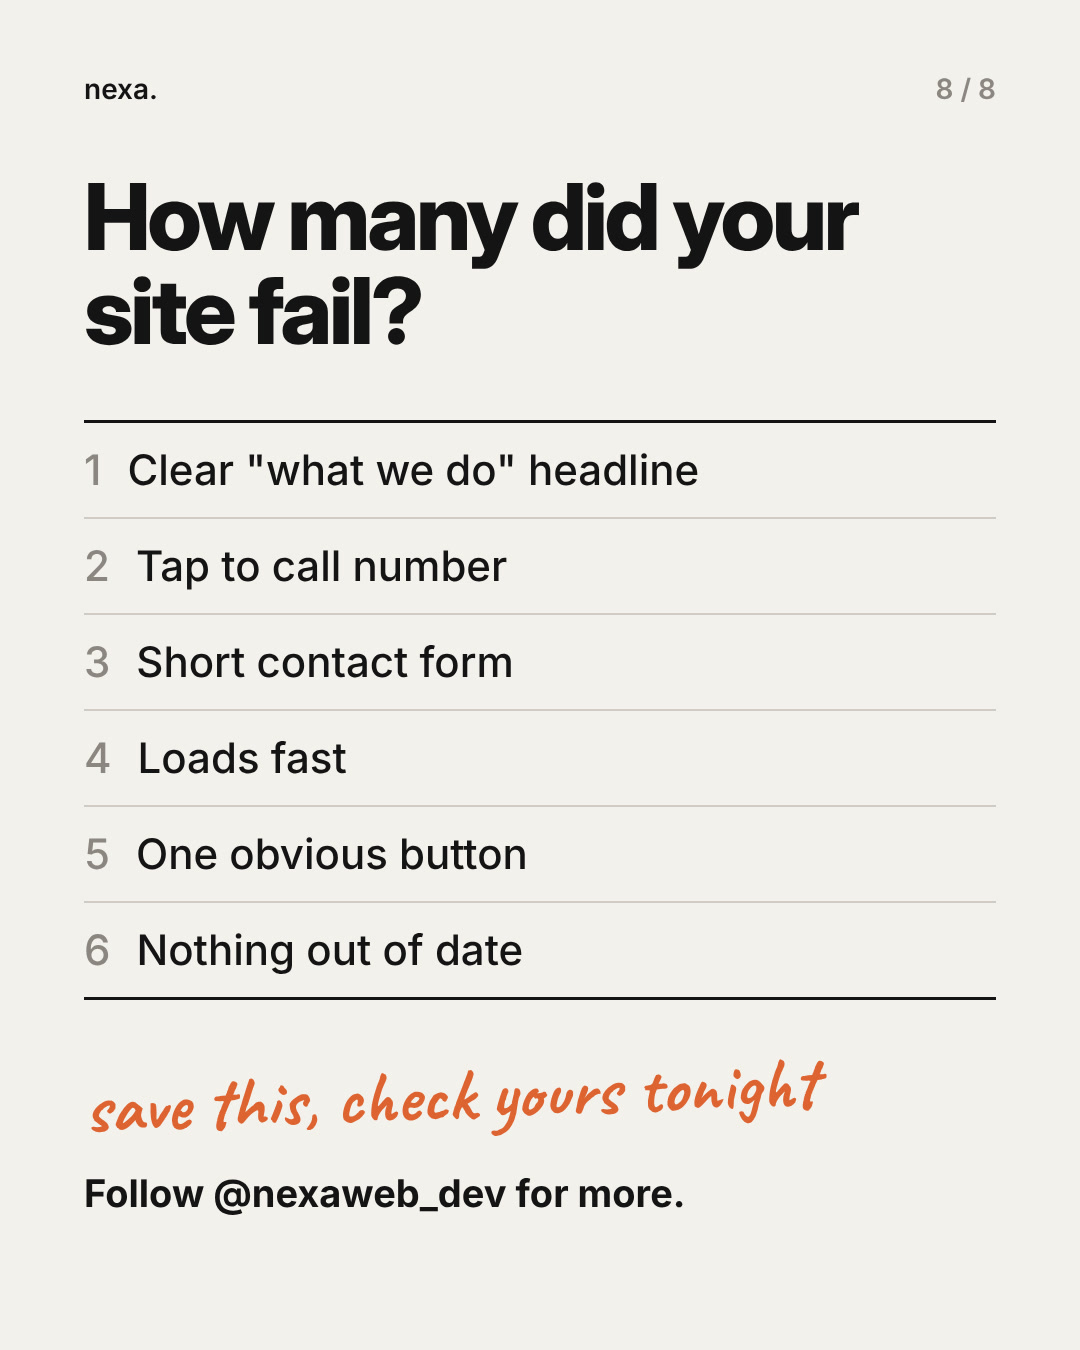 nexa.
8 / 8
How many did your
site fail?
1 Clear "what we do" headline
2 Tap to call number
3 Short contact form
4 Loads fast
5 One obvious button
6 Nothing out of date
save this, check yours tonight
Follow @nexaweb_dev for more.